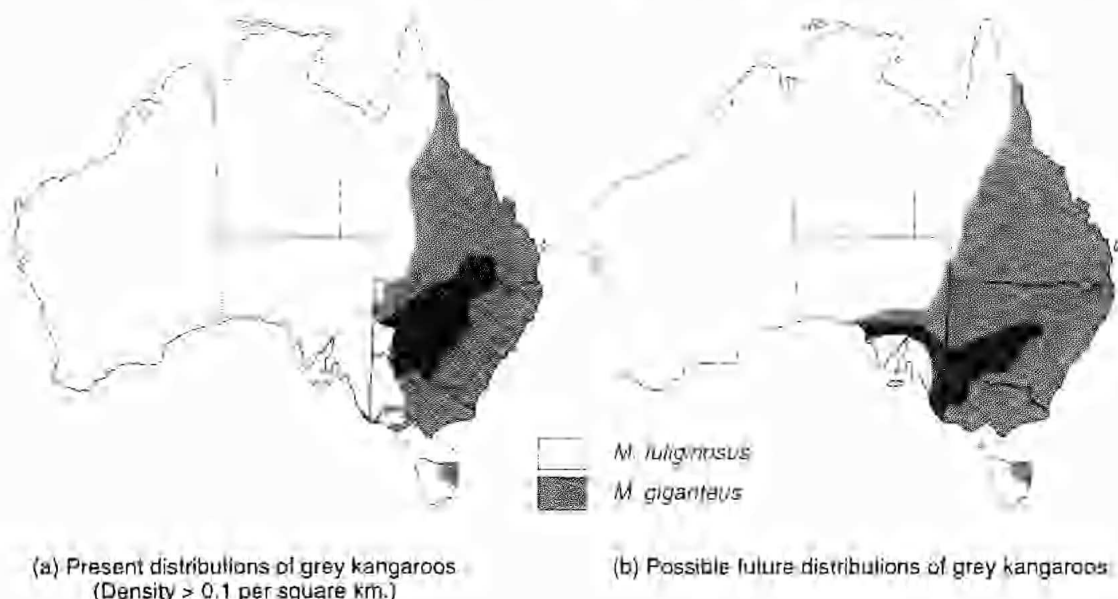 M. fuliginosus
M. giganteus
(a) Present distributions of grey kangaroos
(Density > 0.1 per square km.)
(b) Possible future distributions of grey kangaroos